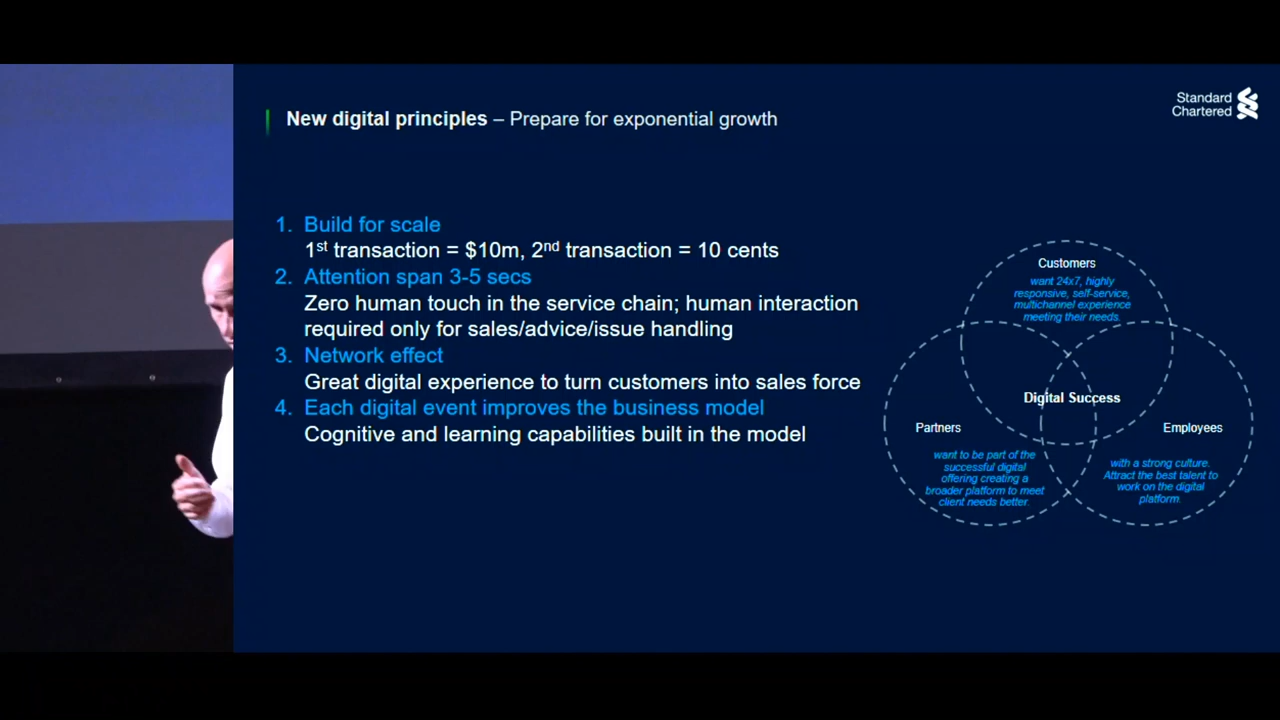 New digital principles – Prepare for exponential growth
Standard
Chartered
1. Build for scale
1st transaction = $10m, 2nd transaction = 10 cents
2. Attention span 3-5 secs
Zero human touch in the service chain; human interaction
required only for sales/advice/issue handling
3. Network effect
Great digital experience to turn customers into sales force
4. Each digital event improves the business model
Cognitive and learning capabilities built in the model
Customers
want 24x7, highly
responsive, self-service,
multichannel experience
meeting their needs.
Digital Success
Partners
want to be part of the
successful digital
offering creating a
broader platform to meet
client needs better.
Employees
with a strong culture.
Attract the best talent to
work on the digital
platform.